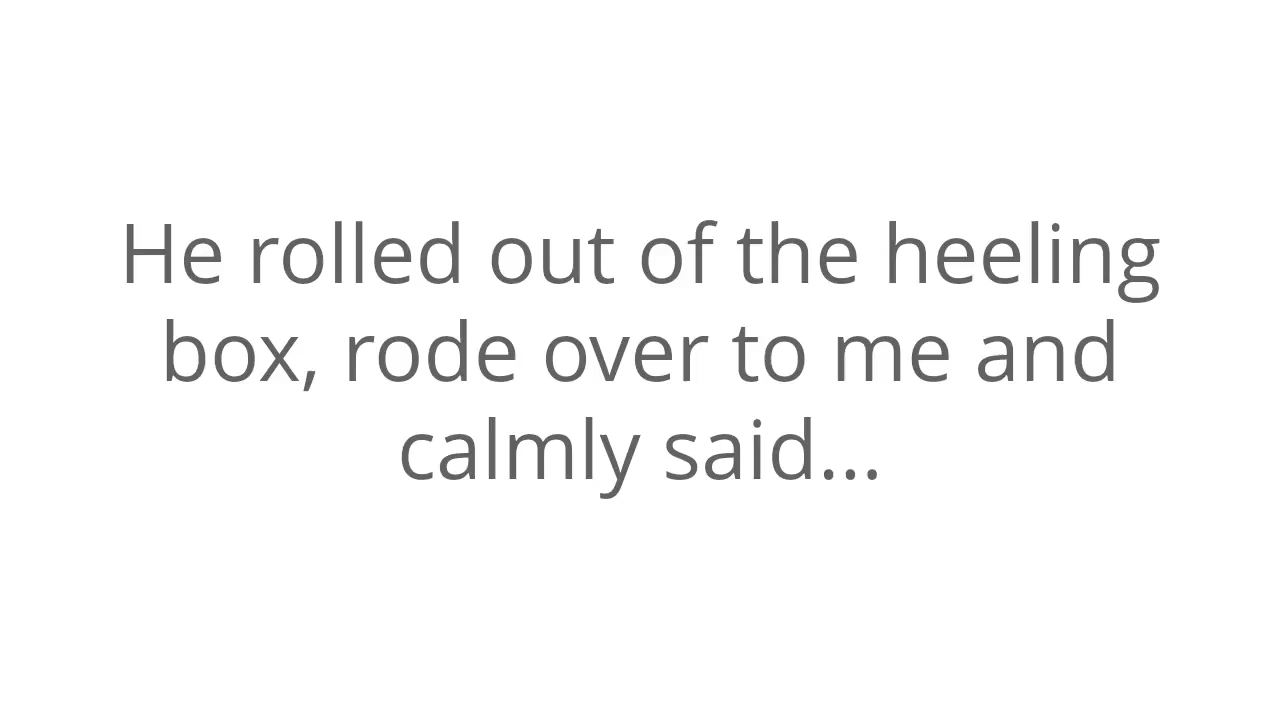 He rolled out of the heeling
box, rode over to me and
calmly said...